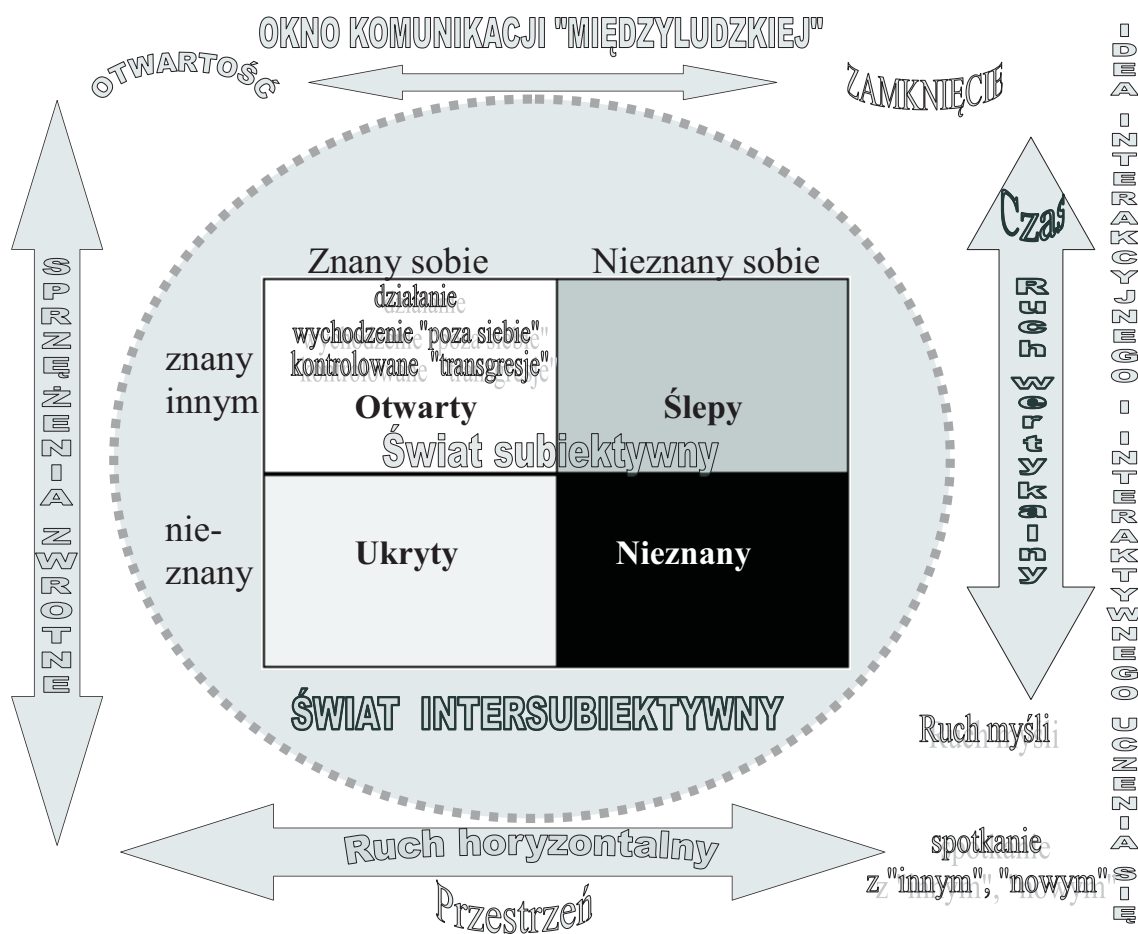 OKNO KOMUNIKACJI "MIĘDZYLUDZKIEJ"
OTWARTOŚĆ
ZAMKNIĘCIE
SPRZĘŻENIA ZWROTNE
Znany sobie
Nieznany sobie
działanie
wychodzenie "poza siebie"
kontrolowane "transgresje"
znany
innym
Otwarty
Ślepy
Świat subiektywny
nie-
znany
Ukryty
Nieznany
ŚWIAT INTERSUBIEKTYWNY
Czas
Ruch wertykalny
Ruch myśli
Ruch horyzontalny
Przestrzeń
spotkanie
z "innym", "nowym"
IDEA INTERAKCYJNEGO I INTERAKTYWNEGO UCZENIA SIĘ